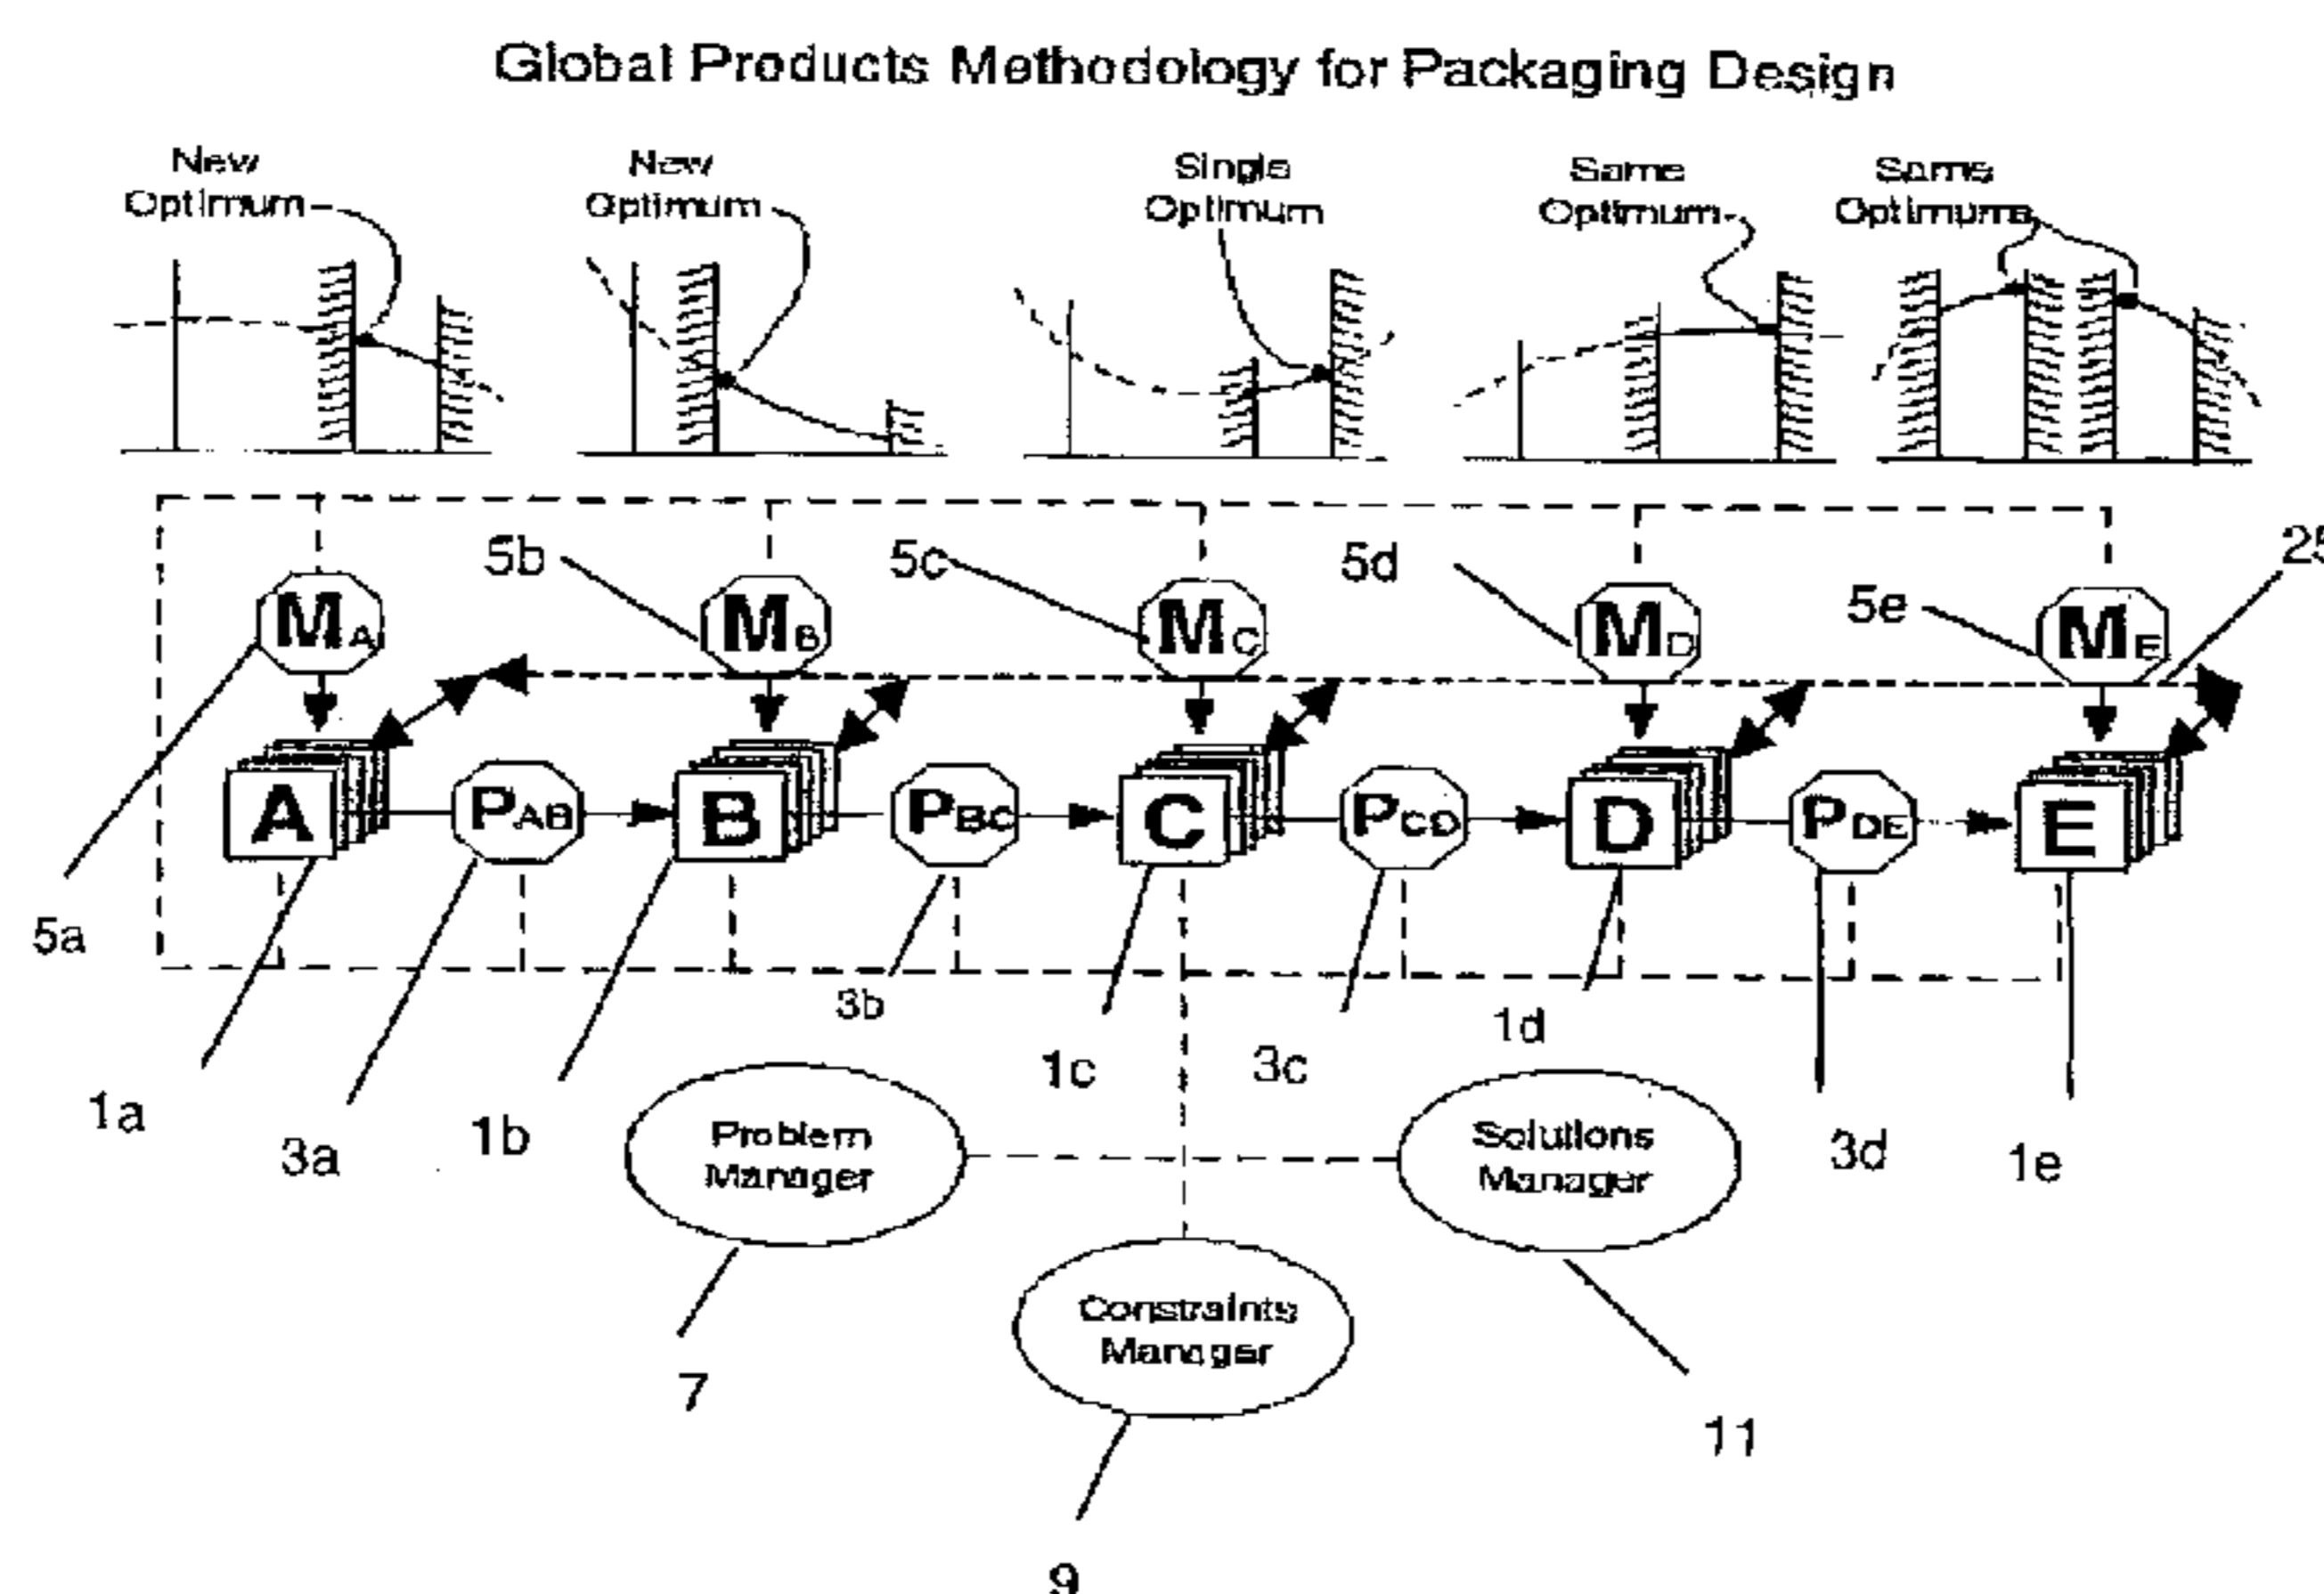 Global Products Methodology for Packaging Design
New
Optimum
New
Optimum
Single
Optimum
Same
Optimum
Same
Optimums
5b
5c
5d
5e
25
MA
MB
MC
MD
ME
A
PAB
B
PBC
C
PCD
D
PDE
E
5a
1a
3a
1b
3b
1c
3c
1d
3d
1e
Problem
Manager
Solutions
Manager
Constraints
Manager
7
11
9